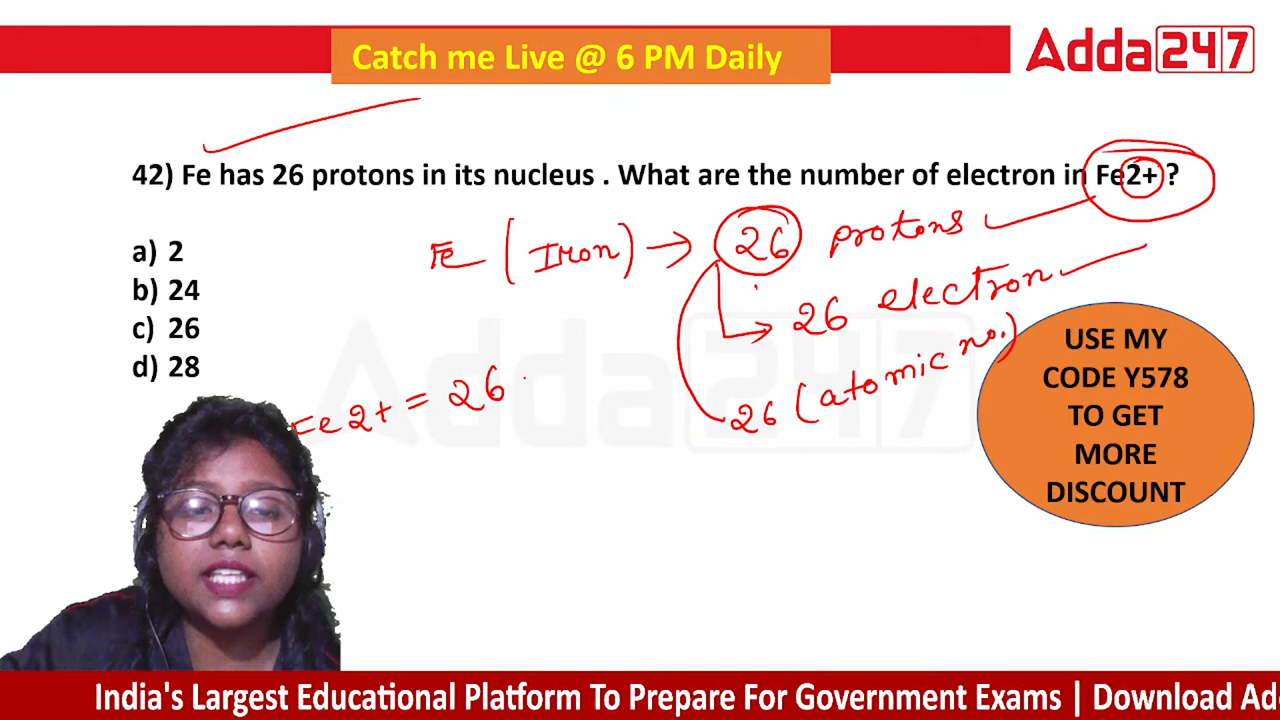 Catch me Live @ 6 PM Daily
Adda247
42) Fe has 26 protons in its nucleus . What are the number of electron in Fe2+ ?
Fe (Iron) → 26 protons
a) 2
b) 24
→ 26 electron
c) 26
d) 28
26 (atomic no.)
Fe2+ = 26
Adda247
USE MY
CODE Y578
TO GET
MORE
DISCOUNT
India's Largest Educational Platform To Prepare For Government Exams | Download Ad